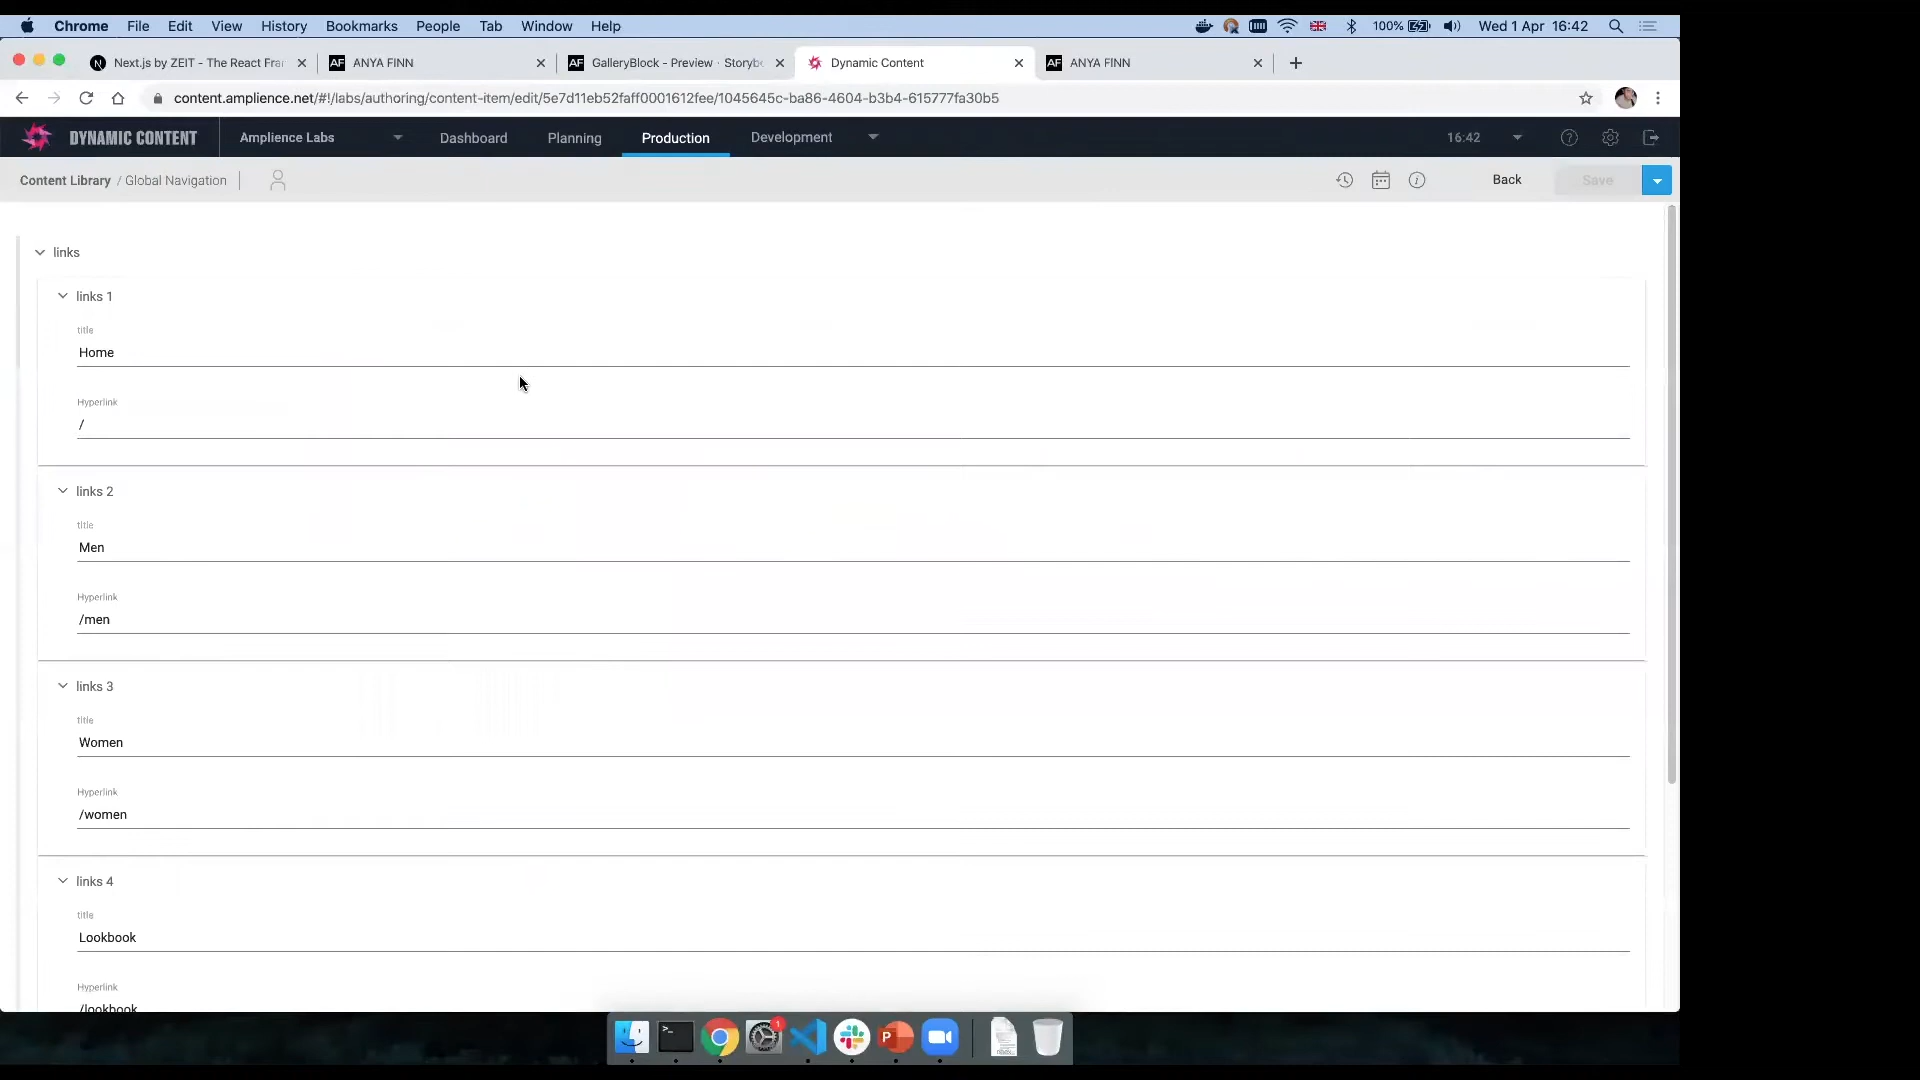 Chrome File Edit View History Bookmarks People Tab Window Help 100% Wed 1 Apr 16:42
Next.js by ZEIT - The React Fra AF ANYA FINN AF GalleryBlock - Preview · Storyb Dynamic Content AF ANYA FINN
content.amplience.net/#!/labs/authoring/content-item/edit/5e7d11eb52faff0001612fee/1045645c-ba86-4604-b3b4-615777fa30b5
DYNAMIC CONTENT Amplience Labs Dashboard Planning Production Development 16:42
Content Library / Global Navigation Back Save
links
links 1
title
Home
Hyperlink
/
links 2
title
Men
Hyperlink
/men
links 3
title
Women
Hyperlink
/women
links 4
title
Lookbook
Hyperlink
/lookbook
1